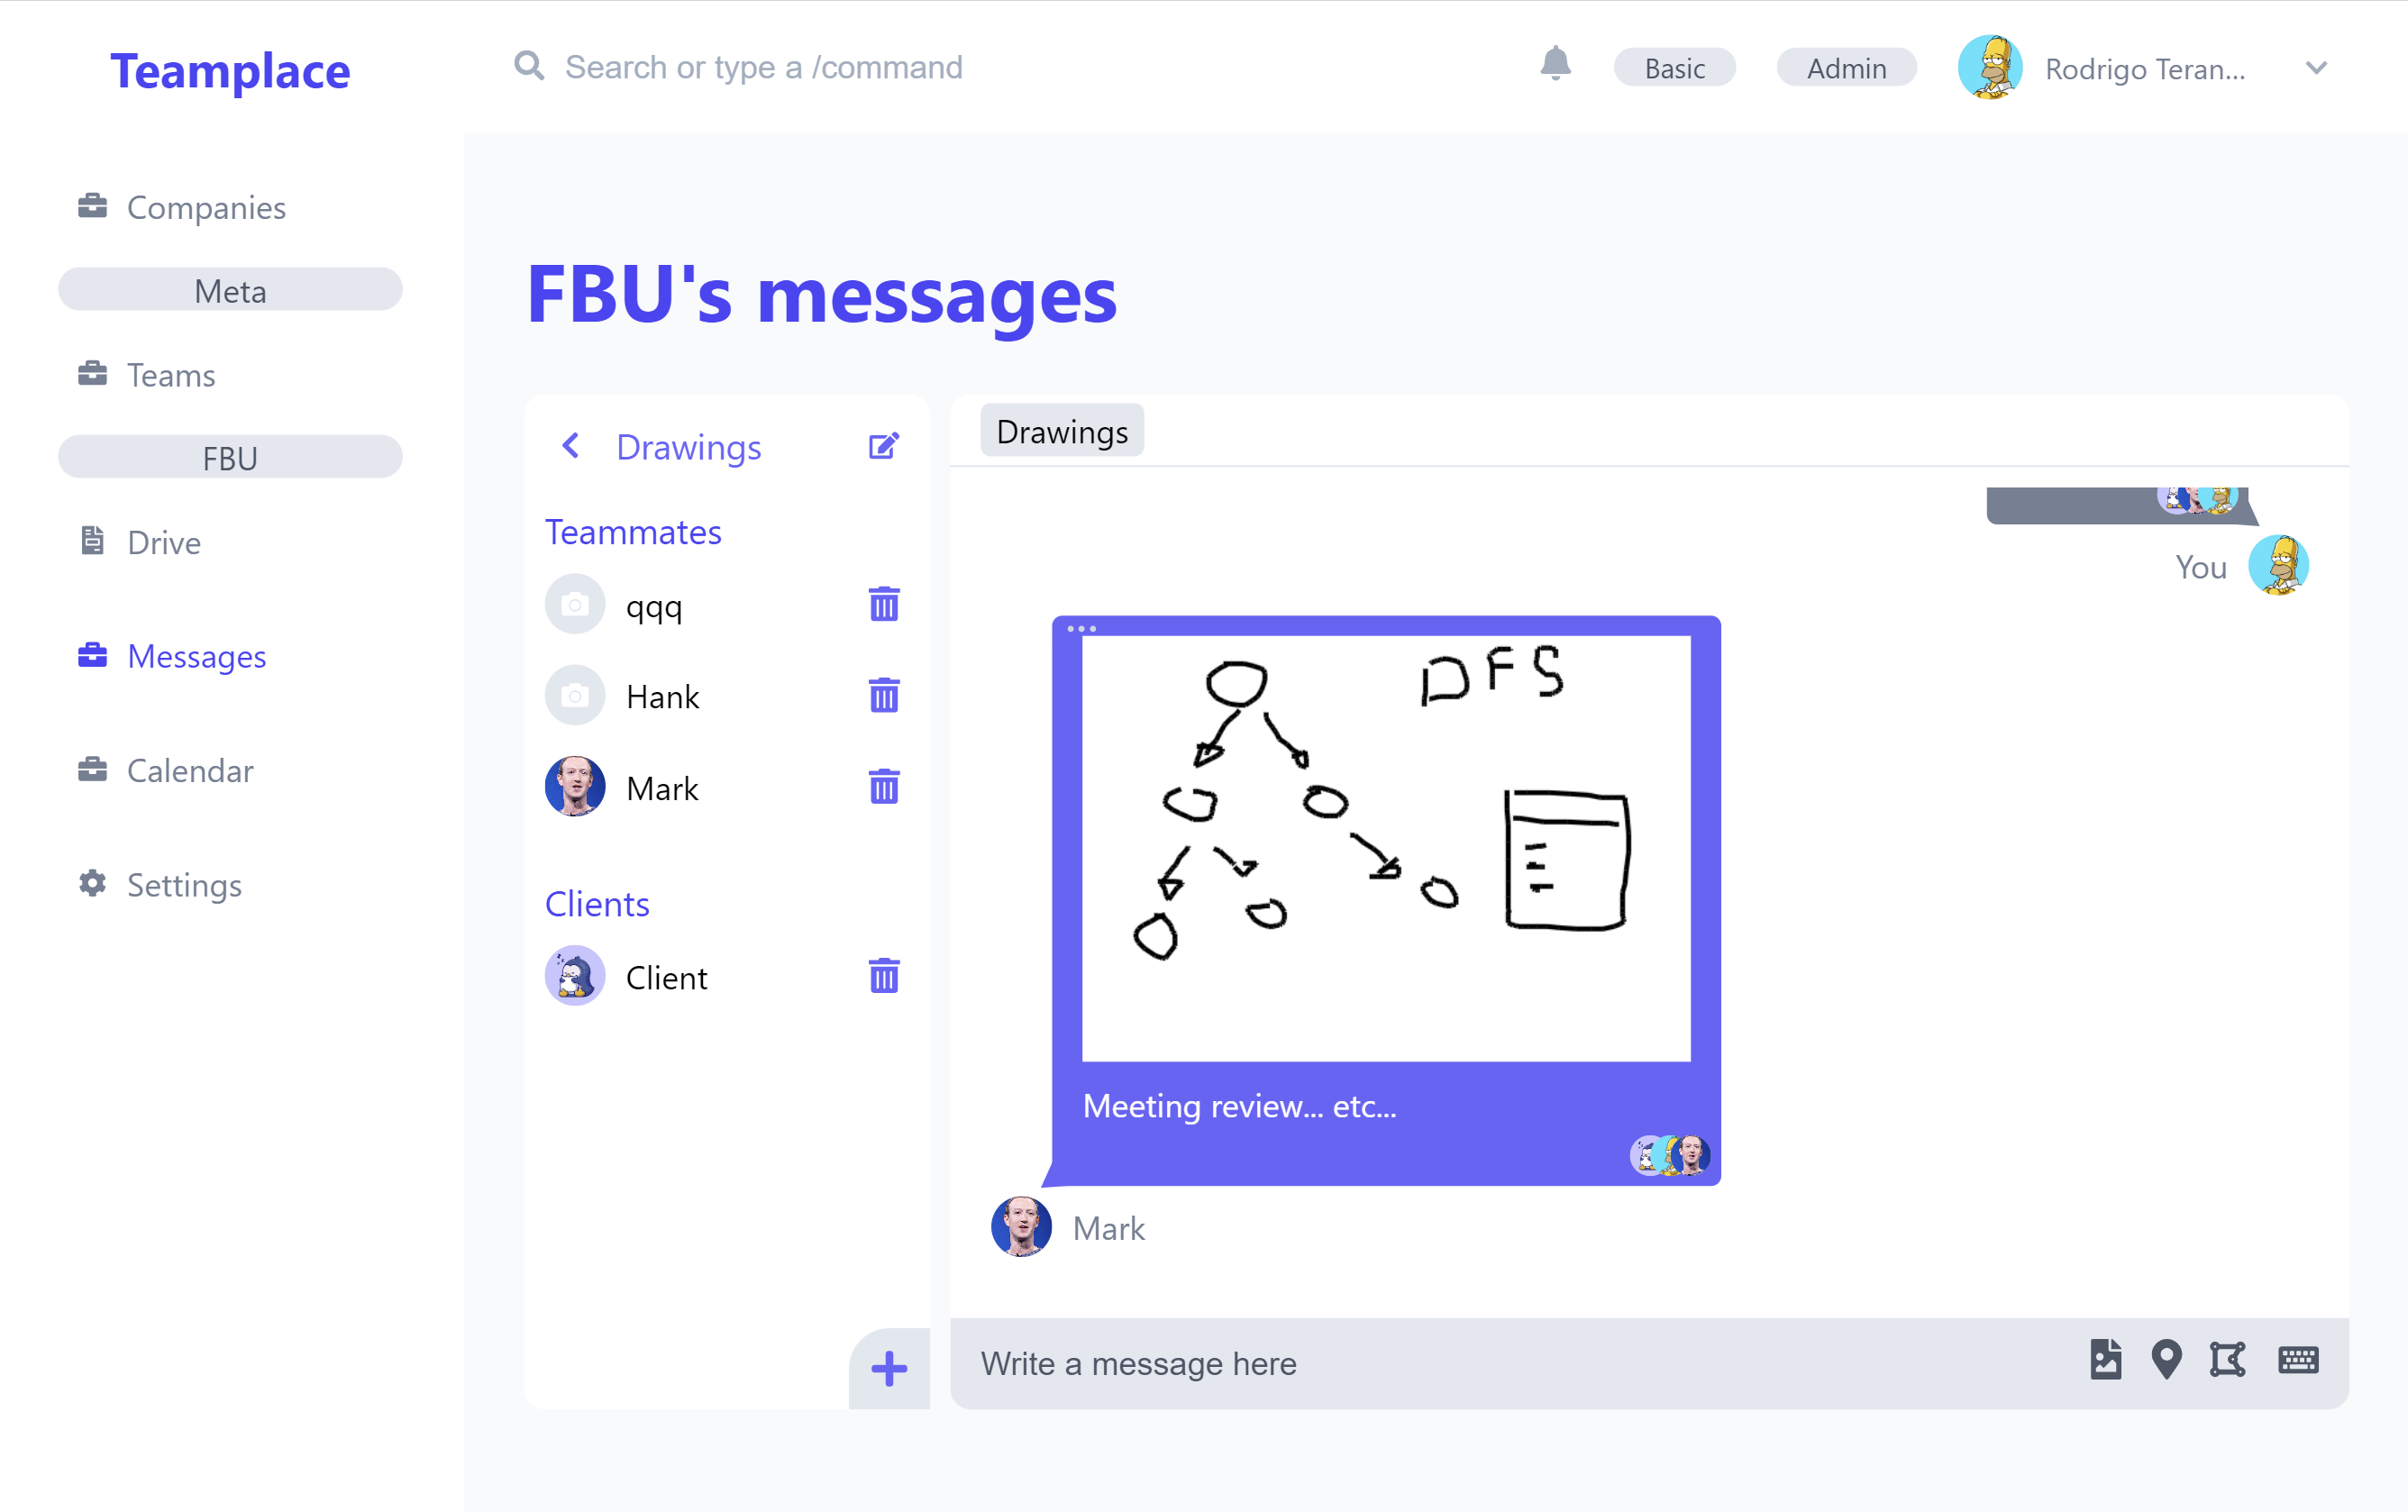 Teamplace
Search or type a /command
Basic
Admin
Rodrigo Teran...
Companies
Meta
Teams
FBU
Drive
Messages
Calendar
Settings
FBU's messages
Drawings
Teammates
qqq
Hank
Mark
Clients
Client
Drawings
You
DFS
Meeting review... etc...
Mark
Write a message here